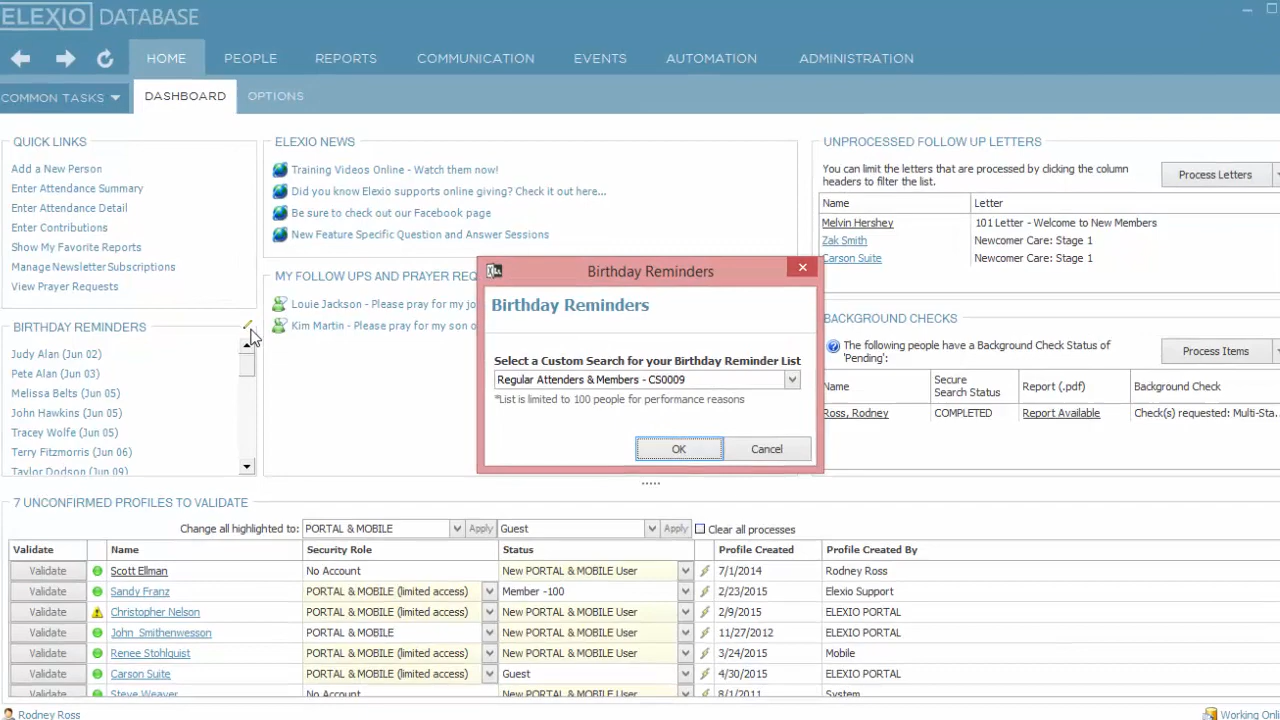 ELEXIO DATABASE
HOME PEOPLE REPORTS COMMUNICATION EVENTS AUTOMATION ADMINISTRATION
COMMON TASKS DASHBOARD OPTIONS
QUICK LINKS
Add a New Person
Enter Attendance Summary
Enter Attendance Detail
Enter Contributions
Show My Favorite Reports
Manage Newsletter Subscriptions
View Prayer Requests
BIRTHDAY REMINDERS
Judy Alan (Jun 02)
Pete Alan (Jun 03)
Melissa Belts (Jun 05)
John Hawkins (Jun 05)
Tracey Wolfe (Jun 05)
Terry Fitzmorris (Jun 06)
Taylor Dodson (Jun 09)
ELEXIO NEWS
Training Videos Online - Watch them now!
Did you know Elexio supports online giving? Check it out here...
Be sure to check out our Facebook page
New Feature Specific Question and Answer Sessions
MY FOLLOW UPS AND PRAYER REQ
Louie Jackson - Please pray for my jo
Kim Martin - Please pray for my son o
Birthday Reminders
Birthday Reminders
Select a Custom Search for your Birthday Reminder List
Regular Attenders & Members - CS0009
*List is limited to 100 people for performance reasons
OK Cancel
UNPROCESSED FOLLOW UP LETTERS
You can limit the letters that are processed by clicking the column
headers to filter the list.
Process Letters
Name Letter
Melvin Hershey 101 Letter - Welcome to New Members
Zak Smith Newcomer Care: Stage 1
Carson Suite Newcomer Care: Stage 1
BACKGROUND CHECKS
The following people have a Background Check Status of
'Pending'.
Process Items
Name Secure Search Status Report (.pdf) Background Check
Ross, Rodney COMPLETED Report Available Check(s) requested: Multi-Sta...
7 UNCONFIRMED PROFILES TO VALIDATE
Change all highlighted to: PORTAL & MOBILE Apply Guest Apply Clear all processes
Validate Name Security Role Status Profile Created Profile Created By
Validate Scott Ellman No Account New PORTAL & MOBILE User 7/1/2014 Rodney Ross
Validate Sandy Franz PORTAL & MOBILE (limited access) Member -100 2/23/2015 Elexio Support
Validate Christopher Nelson PORTAL & MOBILE (limited access) New PORTAL & MOBILE User 2/9/2015 ELEXIO PORTAL
Validate John Smithenwesson PORTAL & MOBILE New PORTAL & MOBILE User 11/27/2012 ELEXIO PORTAL
Validate Renee Stohlquist PORTAL & MOBILE (limited access) New PORTAL & MOBILE User 3/24/2015 Mobile
Validate Carson Suite PORTAL & MOBILE (limited access) Guest 4/30/2015 ELEXIO PORTAL
Validate Steve Weaver No Account New PORTAL & MOBILE User 8/1/2011 System
Rodney Ross Working Onli